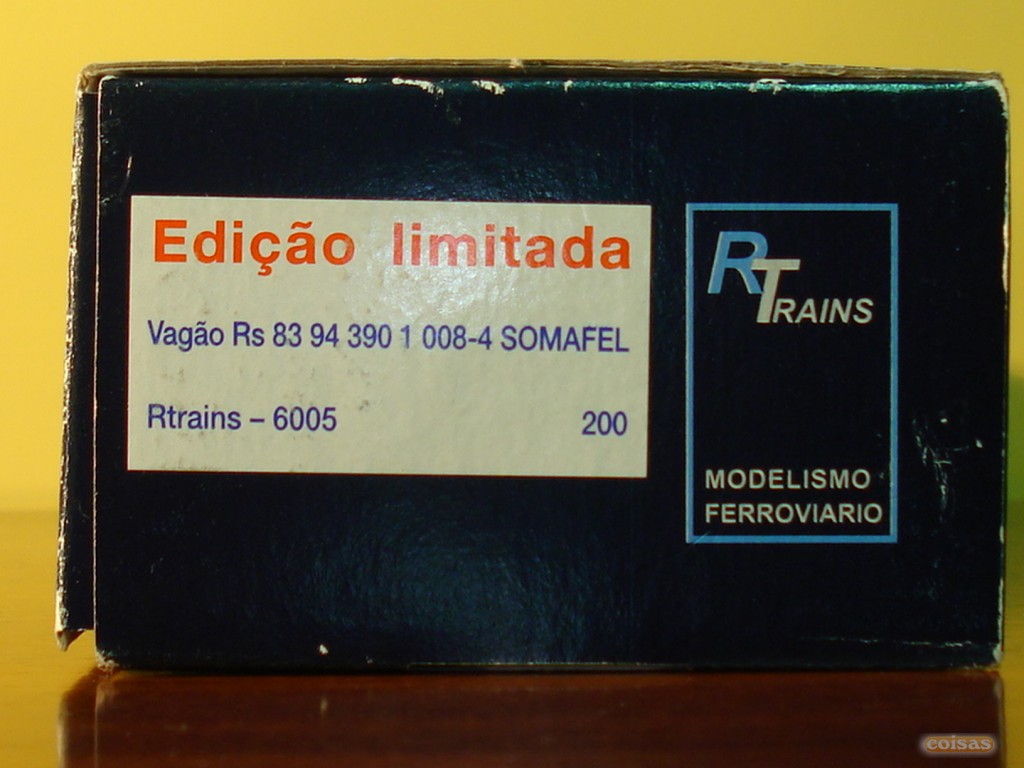 Edição limitada
Vagão Rs 83 94 390 1 008-4 SOMAFEL
Rtrains – 6005 200
RTRAINS
MODELISMO
FERROVIARIO
coisas